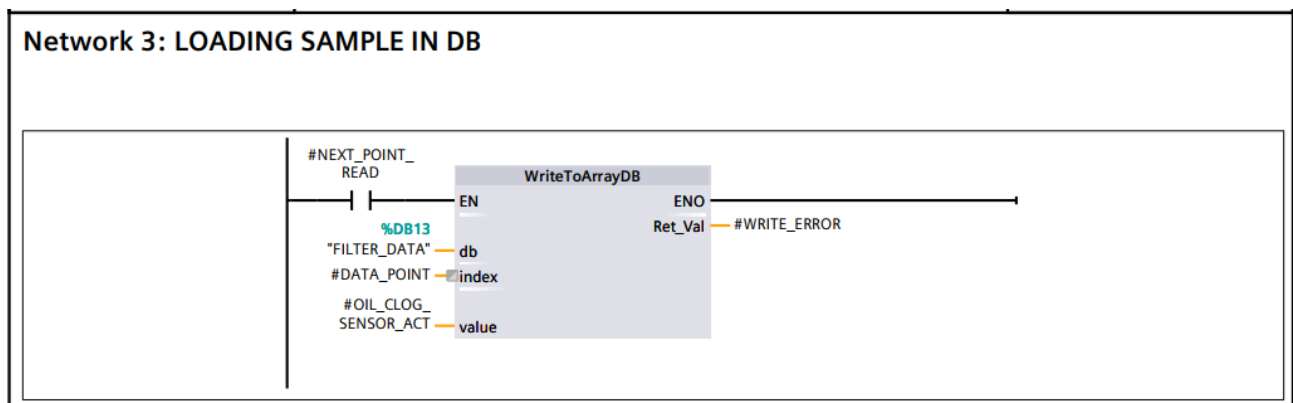 Network 3: LOADING SAMPLE IN DB
#NEXT_POINT_
READ
WriteToArrayDB
EN
ENO
%DB13
"FILTER_DATA"
db
Ret_Val
#WRITE_ERROR
#DATA_POINT
index
#OIL_CLOG_
SENSOR_ACT
value